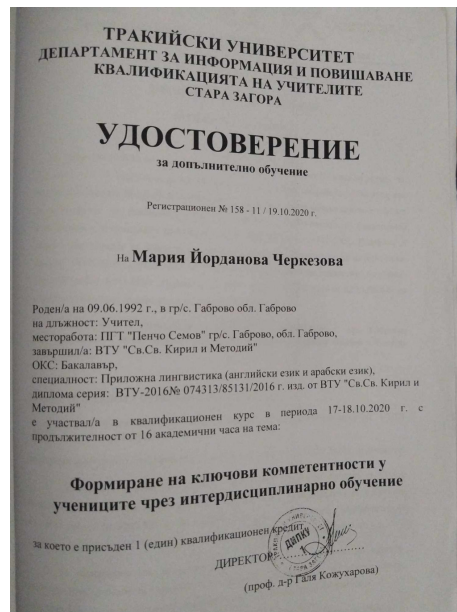 ТРАКИЙСКИ УНИВЕРСИТЕТ
ДЕПАРТАМЕНТ ЗА ИНФОРМАЦИЯ И ПОВИШАВАНЕ
КВАЛИФИКАЦИЯТА НА УЧИТЕЛИТЕ
СТАРА ЗАГОРА
УДОСТОВЕРЕНИЕ
за допълнително обучение
Регистрационен № 158 - 11 / 19.10.2020 г.
На Мария Йорданова Черкезова
Роден/а на 09.06.1992 г., в гр/с. Габрово обл. Габрово
на длъжност: Учител,
месторабота: ПГТ "Пенчо Семов" гр/с. Габрово, обл. Габрово,
завършил/а: ВТУ "Св.Св. Кирил и Методий"
ОКС: Бакалавър,
специалност: Приложна лингвистика (английски език и арабски език),
диплома серия: ВТУ-2016№ 074313/85131/2016 г. изд. от ВТУ "Св.Св. Кирил и
Методий"
е участвал/а в квалификационен курс в периода 17-18.10.2020 г. с
продължителност от 16 академични часа на тема:
Формиране на ключови компетентности у
учениците чрез интердисциплинарно обучение
за което е присъден 1 (един) квалификационен кредит.
ДИРЕКТОР:
ДИПКУ
(проф. д-р Галя Кожухарова)